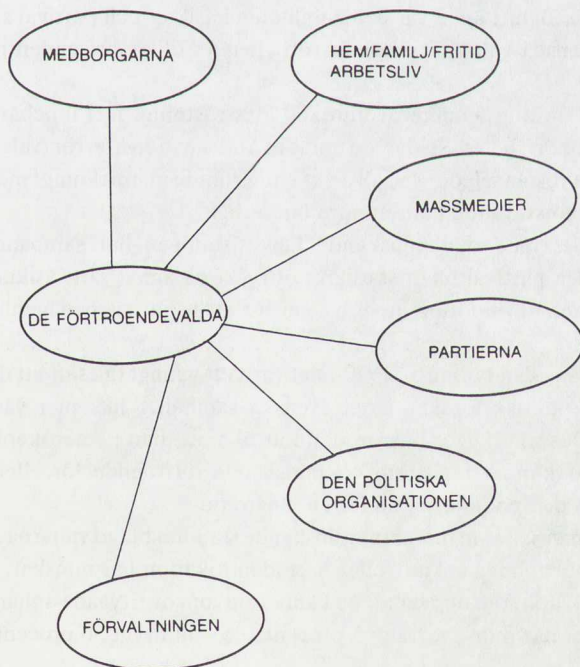 MEDBORGARNA
HEM/FAMILJ/FRITID
ARBETSLIV
MASSMEDIER
DE FÖRTROENDEVALDA
PARTIERNA
DEN POLITISKA
ORGANISATIONEN
FÖRVALTNINGEN